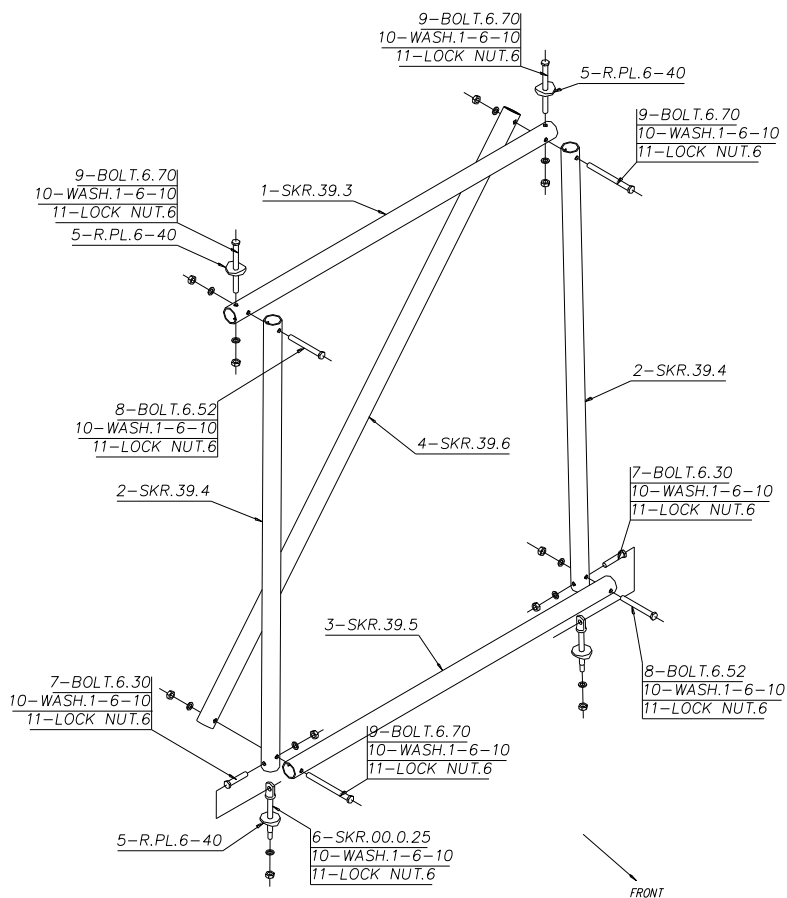 9-BOLT.6.70
10-WASH.1-6-10
11-LOCK NUT.6
5-R.PL.6-40
9-BOLT.6.70
10-WASH.1-6-10
11-LOCK NUT.6
9-BOLT.6.70
10-WASH.1-6-10
11-LOCK NUT.6
5-R.PL.6-40
1-SKR.39.3
2-SKR.39.4
8-BOLT.6.52
10-WASH.1-6-10
11-LOCK NUT.6
4-SKR.39.6
2-SKR.39.4
7-BOLT.6.30
10-WASH.1-6-10
11-LOCK NUT.6
3-SKR.39.5
7-BOLT.6.30
10-WASH.1-6-10
11-LOCK NUT.6
8-BOLT.6.52
10-WASH.1-6-10
11-LOCK NUT.6
9-BOLT.6.70
10-WASH.1-6-10
11-LOCK NUT.6
5-R.PL.6-40
6-SKR.00.0.25
10-WASH.1-6-10
11-LOCK NUT.6
FRONT